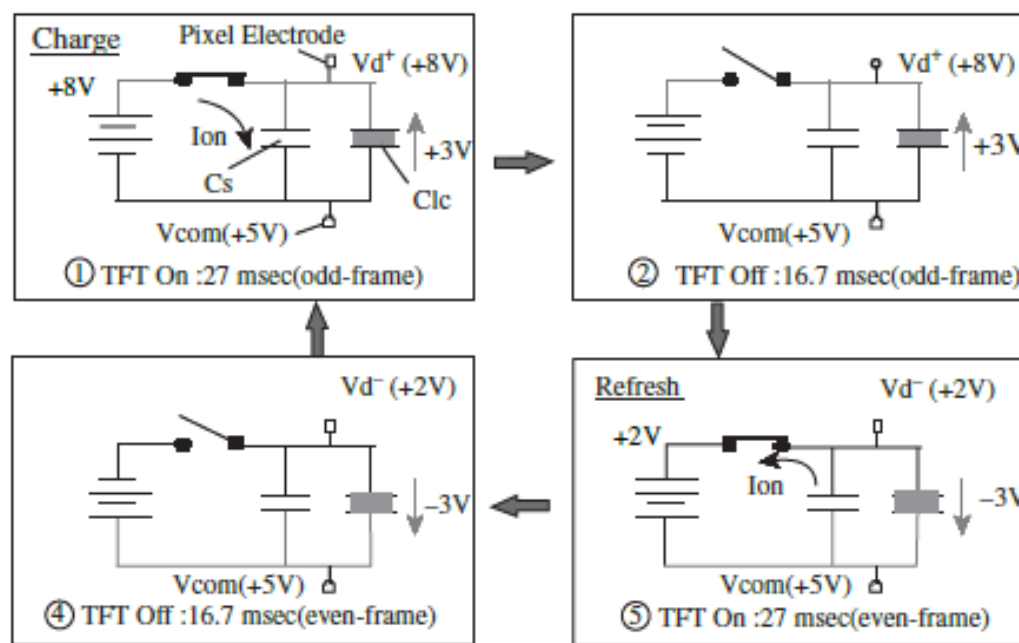 Charge
Pixel Electrode
Vd+ (+8V)
+8V
Ion
+3V
Cs
Clc
Vcom(+5V)
① TFT On :27 msec(odd-frame)
Vd+ (+8V)
+3V
Vcom(+5V)
② TFT Off :16.7 msec(odd-frame)
Vd− (+2V)
−3V
Vcom(+5V)
④ TFT Off :16.7 msec(even-frame)
Refresh
Vd− (+2V)
+2V
Ion
−3V
Vcom(+5V)
⑤ TFT On :27 msec(even-frame)